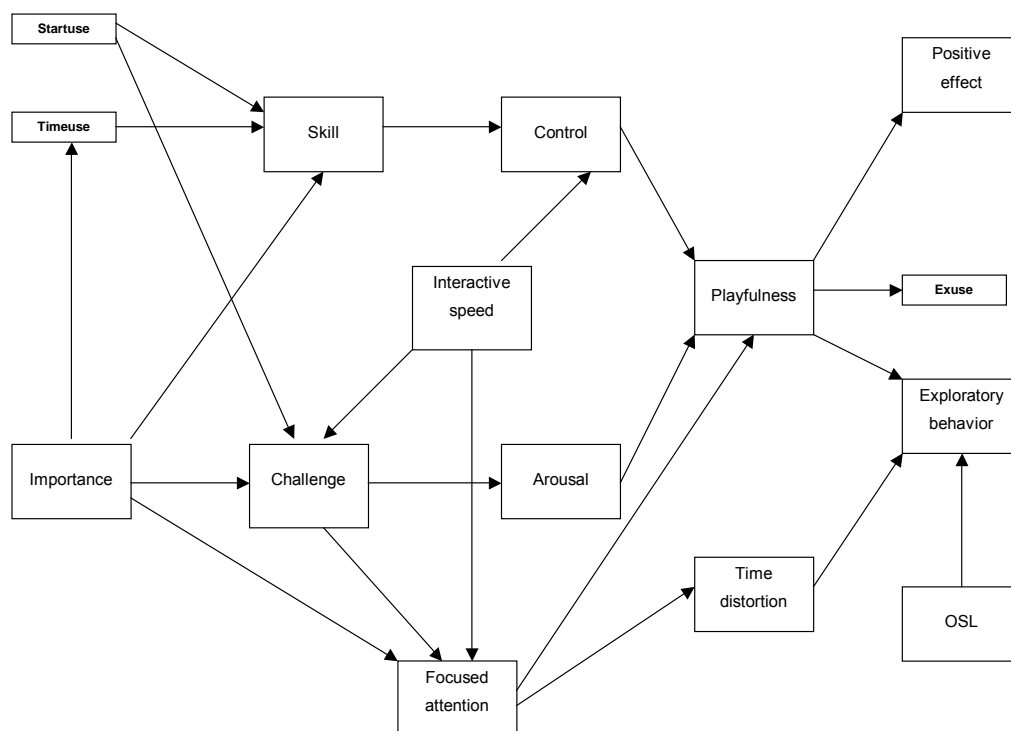 Startuse
Positive
effect
Timeuse
Skill
Control
Interactive
speed
Playfulness
Exuse
Exploratory
behavior
Importance
Challenge
Arousal
Time
distortion
OSL
Focused
attention